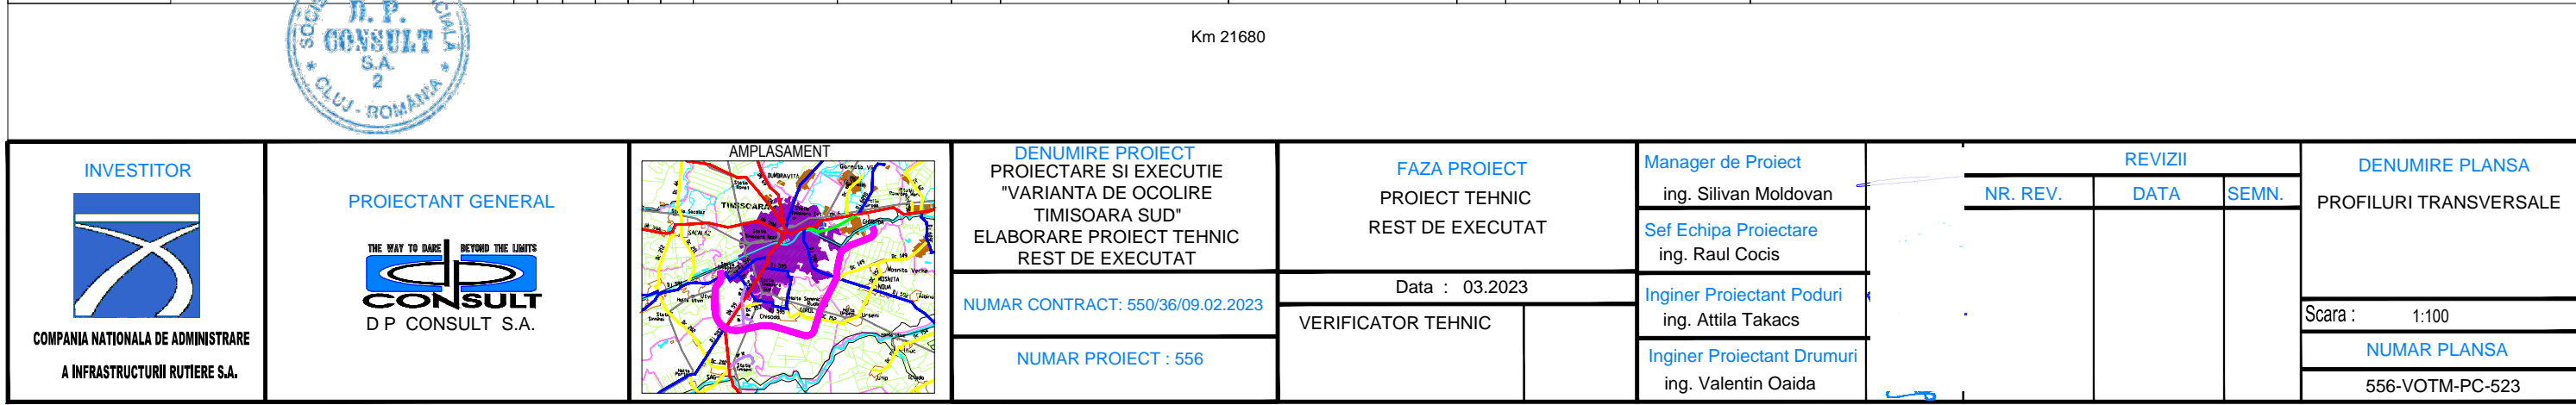 D. P.
CONSULT
S.A.
2
* CLUJ - ROMÂNIA *
Km 21680
INVESTITOR
COMPANIA NATIONALA DE ADMINISTRARE
A INFRASTRUCTURII RUTIERE S.A.
PROIECTANT GENERAL
THE WAY TO DARE BEYOND THE LIMITS
dp
CONSULT
D P CONSULT S.A.
AMPLASAMENT
DUMBRAVITA
TIMISOARA
DENUMIRE PROIECT
PROIECTARE SI EXECUTIE
"VARIANTA DE OCOLIRE
TIMISOARA SUD"
ELABORARE PROIECT TEHNIC
REST DE EXECUTAT
NUMAR CONTRACT: 550/36/09.02.2023
NUMAR PROIECT : 556
FAZA PROIECT
PROIECT TEHNIC
REST DE EXECUTAT
Data : 03.2023
VERIFICATOR TEHNIC
Manager de Proiect
ing. Silivan Moldovan
Sef Echipa Proiectare
ing. Raul Cocis
Inginer Proiectant Poduri
ing. Attila Takacs
Inginer Proiectant Drumuri
ing. Valentin Oaida
REVIZII
NR. REV. DATA SEMN.
DENUMIRE PLANSA
PROFILURI TRANSVERSALE
Scara : 1:100
NUMAR PLANSA
556-VOTM-PC-523